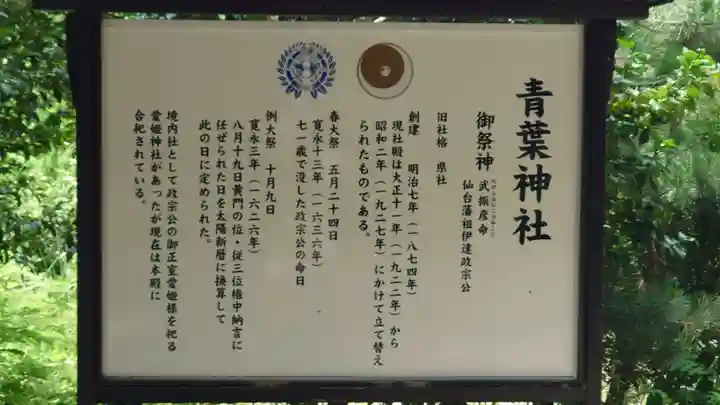 青葉神社
御祭神 武振彦命
仙台藩祖伊達政宗公
旧社格 県社
創建 明治七年(一八七四年)
現社殿は大正十一年(一九二二年)から
昭和二年(一九二七年)にかけて立て替え
られたものである。
春大祭 五月二十四日
寛永十三年(一六三六年)
七一歳で没した政宗公の命日
例大祭 十月九日
寛永三年(一六二六年)
八月十九日黄門の位・従三位権中納言に
任ぜられた日を太陽新暦に換算して
此の日に定められた。
境内社として政宗公の御正室愛姫様を祀る
愛姫神社があったが現在は本殿に
合祀されている。